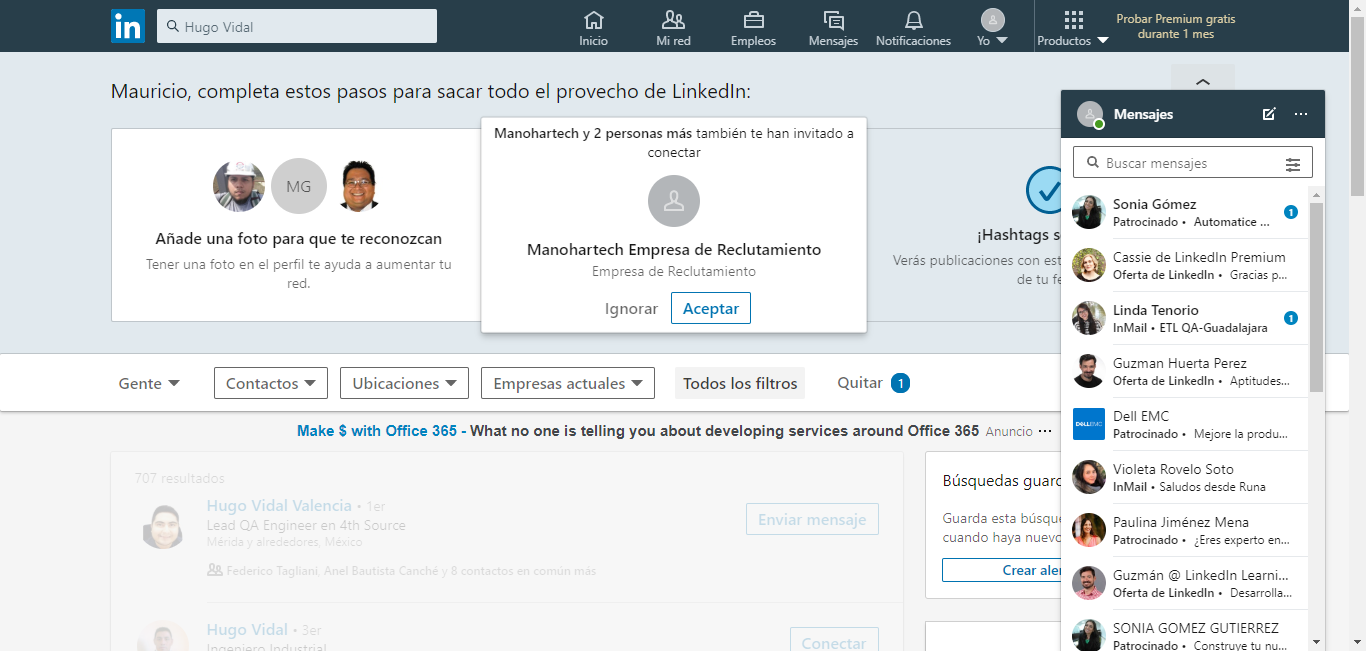 in
Hugo Vidal
Inicio
Mi red
Empleos
Mensajes
Notificaciones
Yo
Productos
Probar Premium gratis
durante 1 mes
Mauricio, completa estos pasos para sacar todo el provecho de LinkedIn:
MG
Añade una foto para que te reconozcan
Tener una foto en el perfil te ayuda a aumentar tu
red.
Manohartech y 2 personas más también te han invitado a
conectar
Manohartech Empresa de Reclutamiento
Empresa de Reclutamiento
Ignorar
Aceptar
¡Hashtags s
Verás publicaciones con est
de tu fe
Gente
Contactos
Ubicaciones
Empresas actuales
Todos los filtros
Quitar 1
Make $ with Office 365 - What no one is telling you about developing services around Office 365 Anuncio ...
707 resultados
Hugo Vidal Valencia • 1er
Lead QA Engineer en 4th Source
Mérida y alrededores, México
Federico Tagliani, Anel Bautista Canché y 8 contactos en común más
Enviar mensaje
Hugo Vidal • 3er
Ingeniero Industrial
Conectar
Búsquedas guard
Guarda esta búsque
cuando haya nuevo
Crear aler
Mensajes
Buscar mensajes
Sonia Gómez
Patrocinado • Automatice ...
1
Cassie de LinkedIn Premium
Oferta de LinkedIn • Gracias p...
Linda Tenorio
InMail • ETL QA-Guadalajara
1
Guzman Huerta Perez
Oferta de LinkedIn • Aptitudes...
DELL EMC
Dell EMC
Patrocinado • Mejore la produ...
Violeta Rovelo Soto
InMail • Saludos desde Runa
Paulina Jiménez Mena
Patrocinado • ¿Eres experto en...
Guzmán @ LinkedIn Learni...
Oferta de LinkedIn • Desarrolla...
SONIA GOMEZ GUTIERREZ
Patrocinado • Construye tu nu...